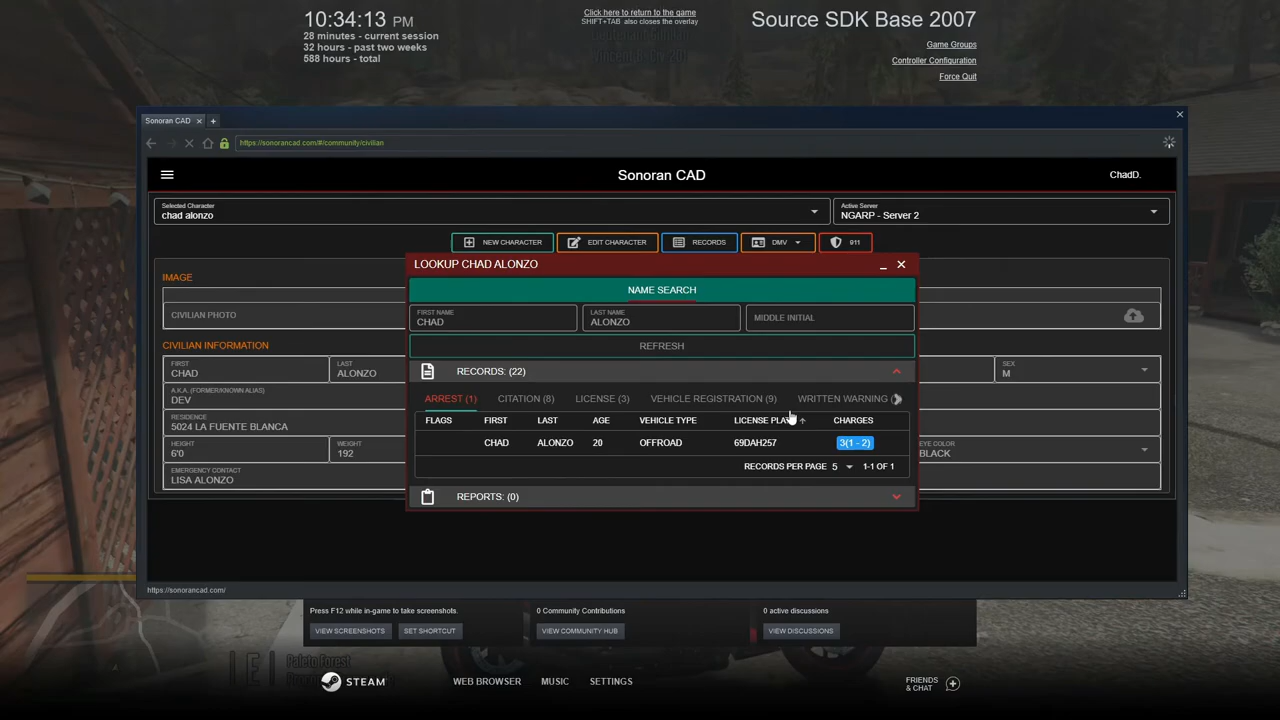 10:34:13 PM
28 minutes - current session
32 hours - past two weeks
588 hours - total
Click here to return to the game
SHIFT+TAB also closes the overlay
Source SDK Base 2007
Game Groups
Controller Configuration
Force Quit
Sonoran CAD
https://sonorancad.com/#/community/civilian
Sonoran CAD
ChadD.
Selected Character
chad alonzo
Active Server
NGARP - Server 2
NEW CHARACTER
EDIT CHARACTER
RECORDS
DMV
911
LOOKUP CHAD ALONZO
IMAGE
CIVILIAN PHOTO
NAME SEARCH
FIRST NAME
CHAD
LAST NAME
ALONZO
MIDDLE INITIAL
REFRESH
CIVILIAN INFORMATION
FIRST
CHAD
LAST
ALONZO
SEX
M
A.K.A. (FORMER/KNOWN ALIAS)
DEV
RESIDENCE
5024 LA FUENTE BLANCA
HEIGHT
6'0
WEIGHT
192
EYE COLOR
BLACK
EMERGENCY CONTACT
LISA ALONZO
RECORDS: (22)
ARREST (1) CITATION (8) LICENSE (3) VEHICLE REGISTRATION (9) WRITTEN WARNING (
FLAGS FIRST LAST AGE VEHICLE TYPE LICENSE CHARGES
CHAD ALONZO 20 OFFROAD 69DAH257 3(1 - 2)
RECORDS PER PAGE 5 1-1 OF 1
REPORTS: (0)
https://sonorancad.com/
Press F12 while in-game to take screenshots.
VIEW SCREENSHOTS
SET SHORTCUT
0 Community Contributions
VIEW COMMUNITY HUB
0 active discussions
VIEW DISCUSSIONS
E
Paleto Forest
STEAM
WEB BROWSER
MUSIC
SETTINGS
FRIENDS
& CHAT